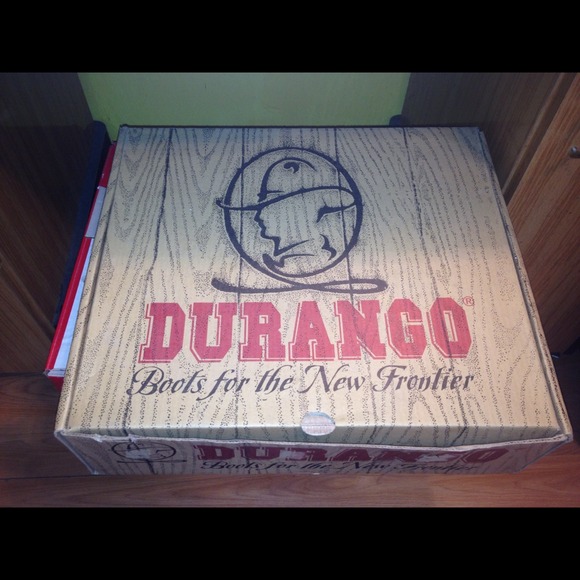 DURANGO®
Boots for the New Frontier
DURANGO
Boots for the New Frontier